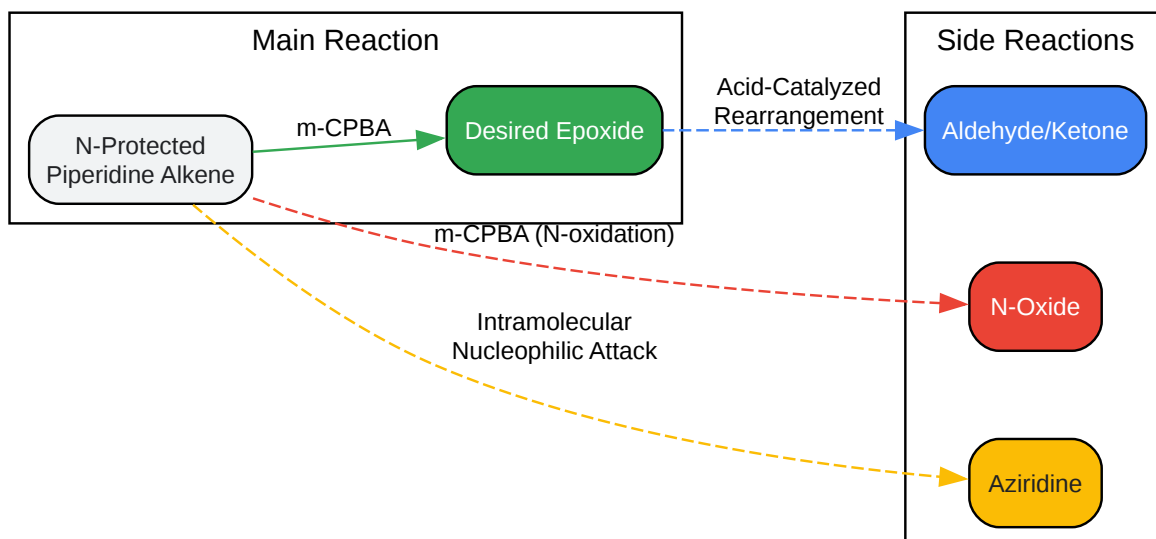 Main Reaction
Side Reactions
N-Protected
Piperidine Alkene
m-CPBA
Desired Epoxide
Acid-Catalyzed
Rearrangement
Aldehyde/Ketone
m-CPBA (N-oxidation)
N-Oxide
Intramolecular
Nucleophilic Attack
Aziridine